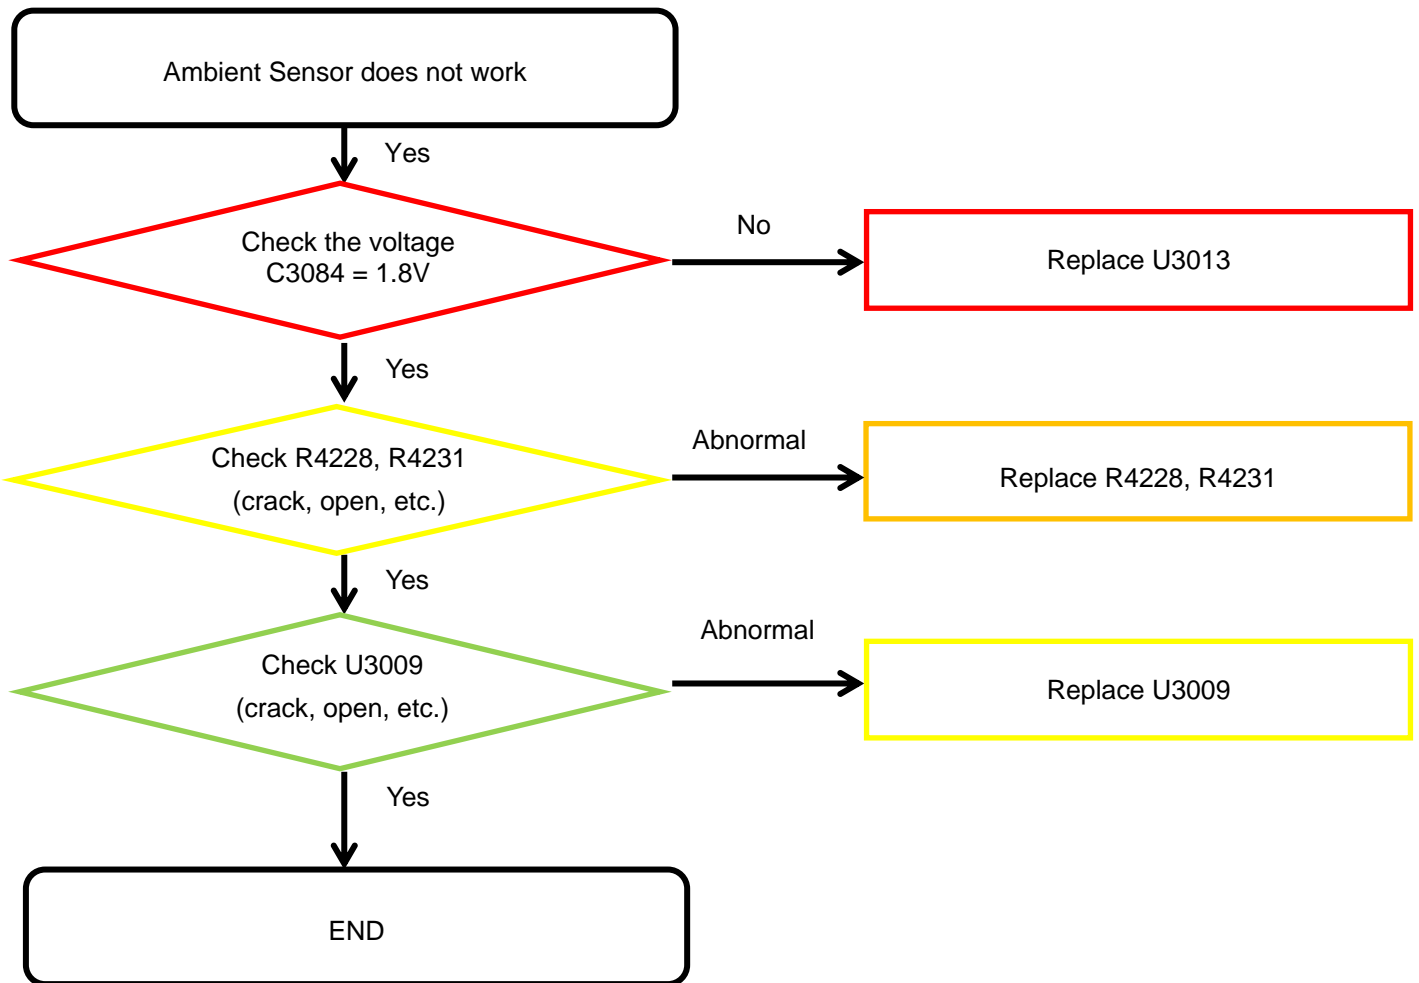 Ambient Sensor does not work
Yes
Check the voltage
C3084 = 1.8V
No
Replace U3013
Yes
Check R4228, R4231
(crack, open, etc.)
Abnormal
Replace R4228, R4231
Yes
Check U3009
(crack, open, etc.)
Abnormal
Replace U3009
Yes
END